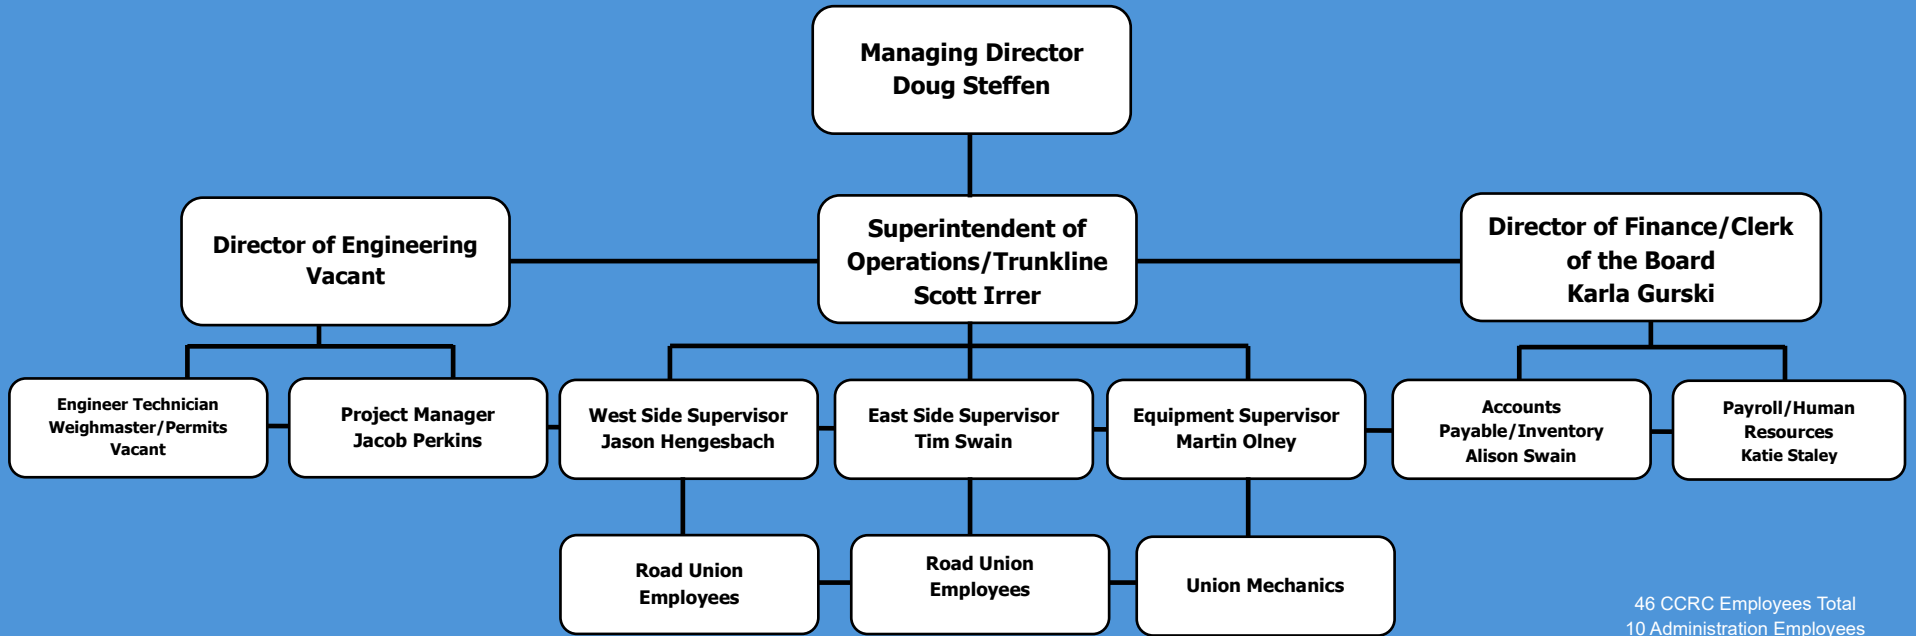 Managing Director
Doug Steffen
Director of Engineering
Vacant
Superintendent of
Operations/Trunkline
Scott Irrer
Director of Finance/Clerk
of the Board
Karla Gurski
Engineer Technician
Weighmaster/Permits
Vacant
Project Manager
Jacob Perkins
West Side Supervisor
Jason Hengesbach
East Side Supervisor
Tim Swain
Equipment Supervisor
Martin Olney
Accounts
Payable/Inventory
Alison Swain
Payroll/Human
Resources
Katie Staley
Road Union
Employees
Road Union
Employees
Union Mechanics
46 CCRC Employees Total
10 Administration Employees